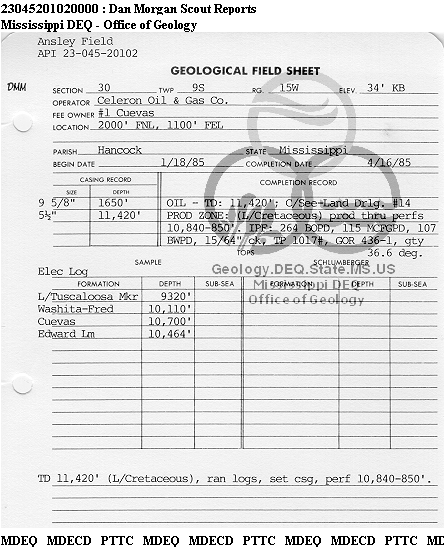 23045201020000 : Dan Morgan Scout Reports
Mississippi DEQ - Office of Geology
Ansley Field
API 23-045-20102
GEOLOGICAL FIELD SHEET
DMM
SECTION 30 TWP 9S RG. 15W ELEV. 34' KB
OPERATOR Celeron Oil & Gas Co.
FEE OWNER #1 Cuevas
LOCATION 2000' FNL, 1100' FEL
PARISH Hancock STATE Mississippi
BEGIN DATE 1/18/85 COMPLETION DATE 4/16/85
CASING RECORD COMPLETION RECORD
SIZE DEPTH
9 5/8" 1650' OIL - TD: 11,420'; C/See+Land Drlg. #14
5½" 11,420' PROD ZONE: (L/Cretaceous) prod thru perfs
10,840-850'. IPF: 264 BOPD, 115 MCFGPD, 107
BWPD, 15/64" ck, TP 1017#, GOR 436-1, gty
TOPS 36.6 deg.
SAMPLE SCHLUMBERGER
Elec Log Geology.DEQ.State.MS.US
FORMATION DEPTH SUB-SEA FORMATION DEPTH SUB-SEA
Mississippi DEQ
Office of Geology
L/Tuscaloosa Mkr 9320'
Washita-Fred 10,110'
Cuevas 10,700'
Edward Lm 10,464'
TD 11,420' (L/Cretaceous), ran logs, set csg, perf 10,840-850'.
MDEQ MDECD PTTC MDEQ MDECD PTTC MDEQ MDECD PTTC ML